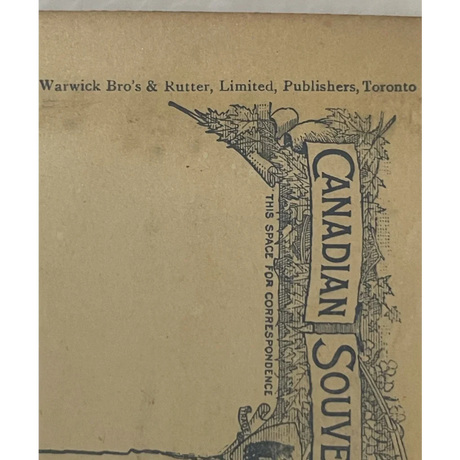 Warwick Bro's & Rutter, Limited, Publishers, Toronto
CANADIAN SOUVE
THIS SPACE FOR CORRESPONDENCE